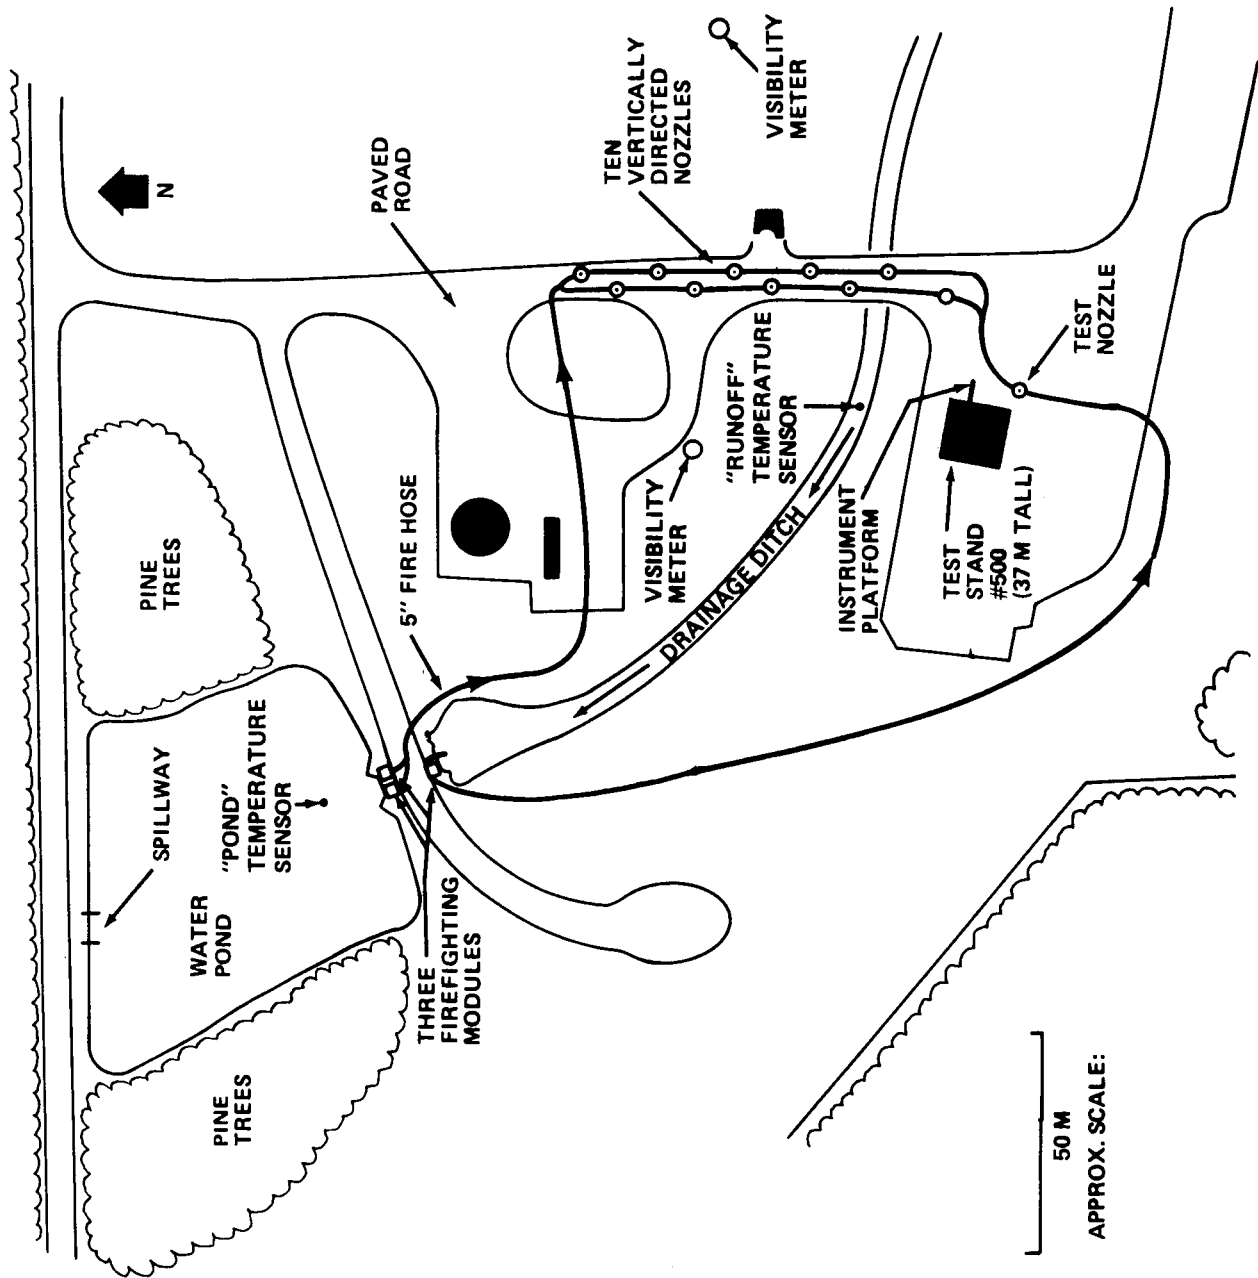 N
PAVED
ROAD
TEN
VERTICALLY
DIRECTED
NOZZLES
VISIBILITY
METER
PINE
TREES
5" FIRE HOSE
SPILLWAY
"POND"
TEMPERATURE
SENSOR
WATER
POND
THREE
FIREFIGHTING
MODULES
PINE
TREES
VISIBILITY
METER
"RUNOFF"
TEMPERATURE
SENSOR
DRAINAGE DITCH
INSTRUMENT
PLATFORM
TEST
STAND
#500
(37 M TALL)
TEST
NOZZLE
50 M
APPROX. SCALE: